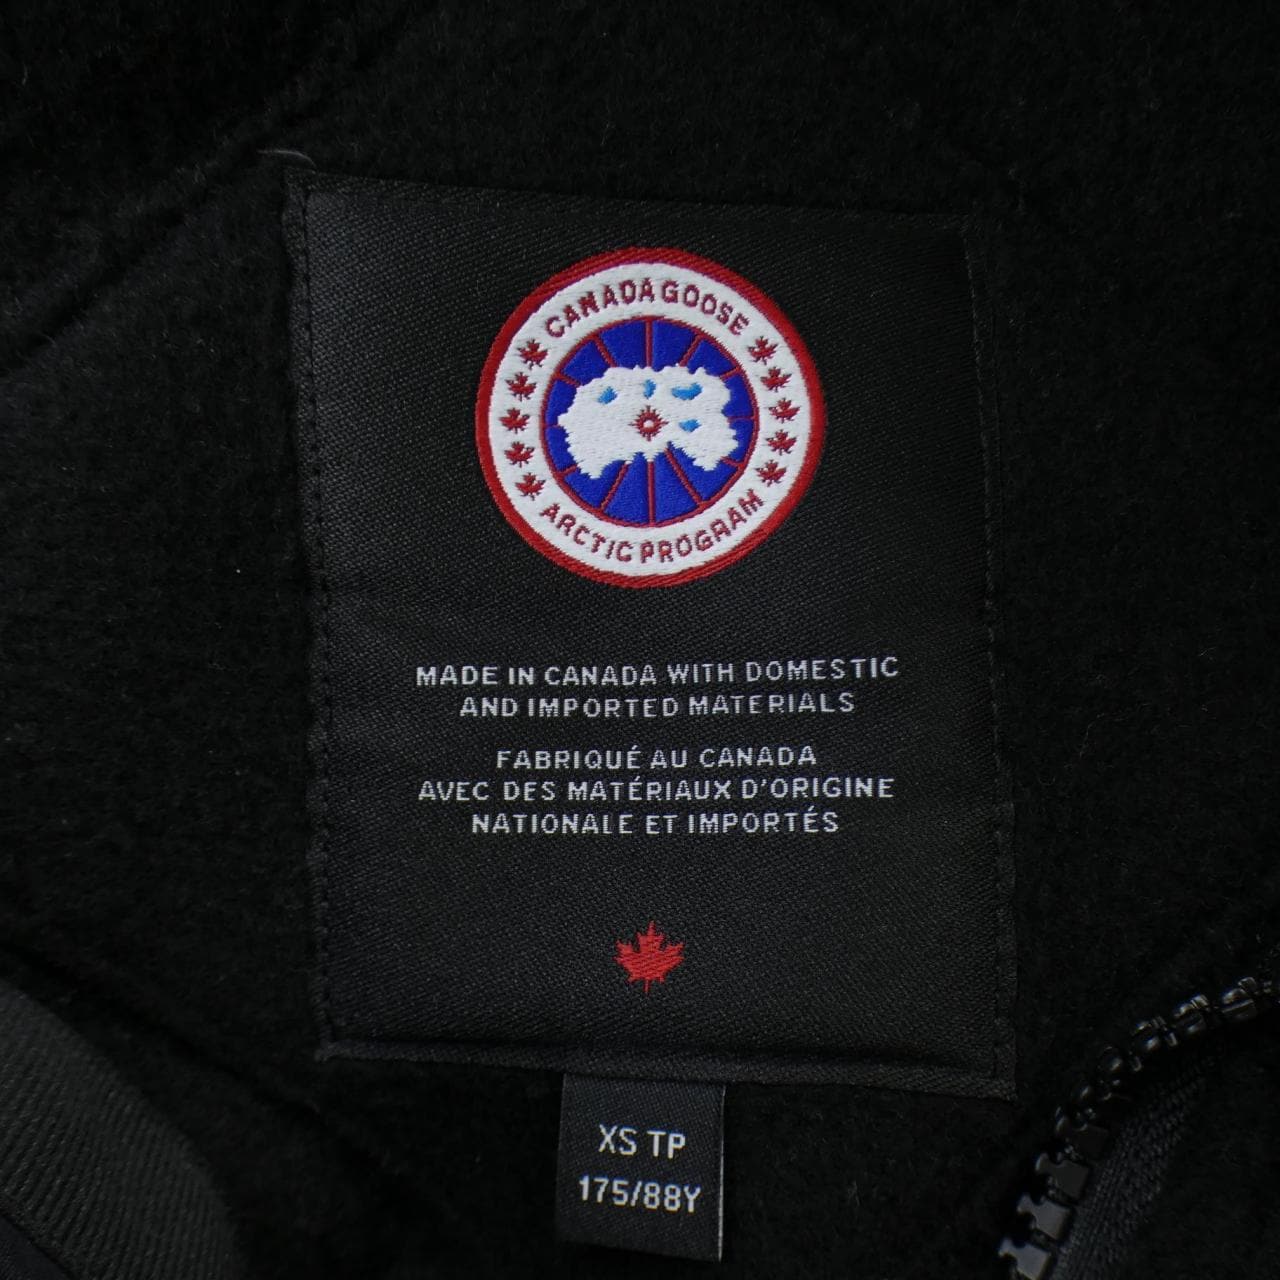 CANADA GOOSE
ARCTIC PROGRAM
MADE IN CANADA WITH DOMESTIC
AND IMPORTED MATERIALS
FABRIQUÉ AU CANADA
AVEC DES MATÉRIAUX D'ORIGINE
NATIONALE ET IMPORTÉS
XS TP
175/88Y